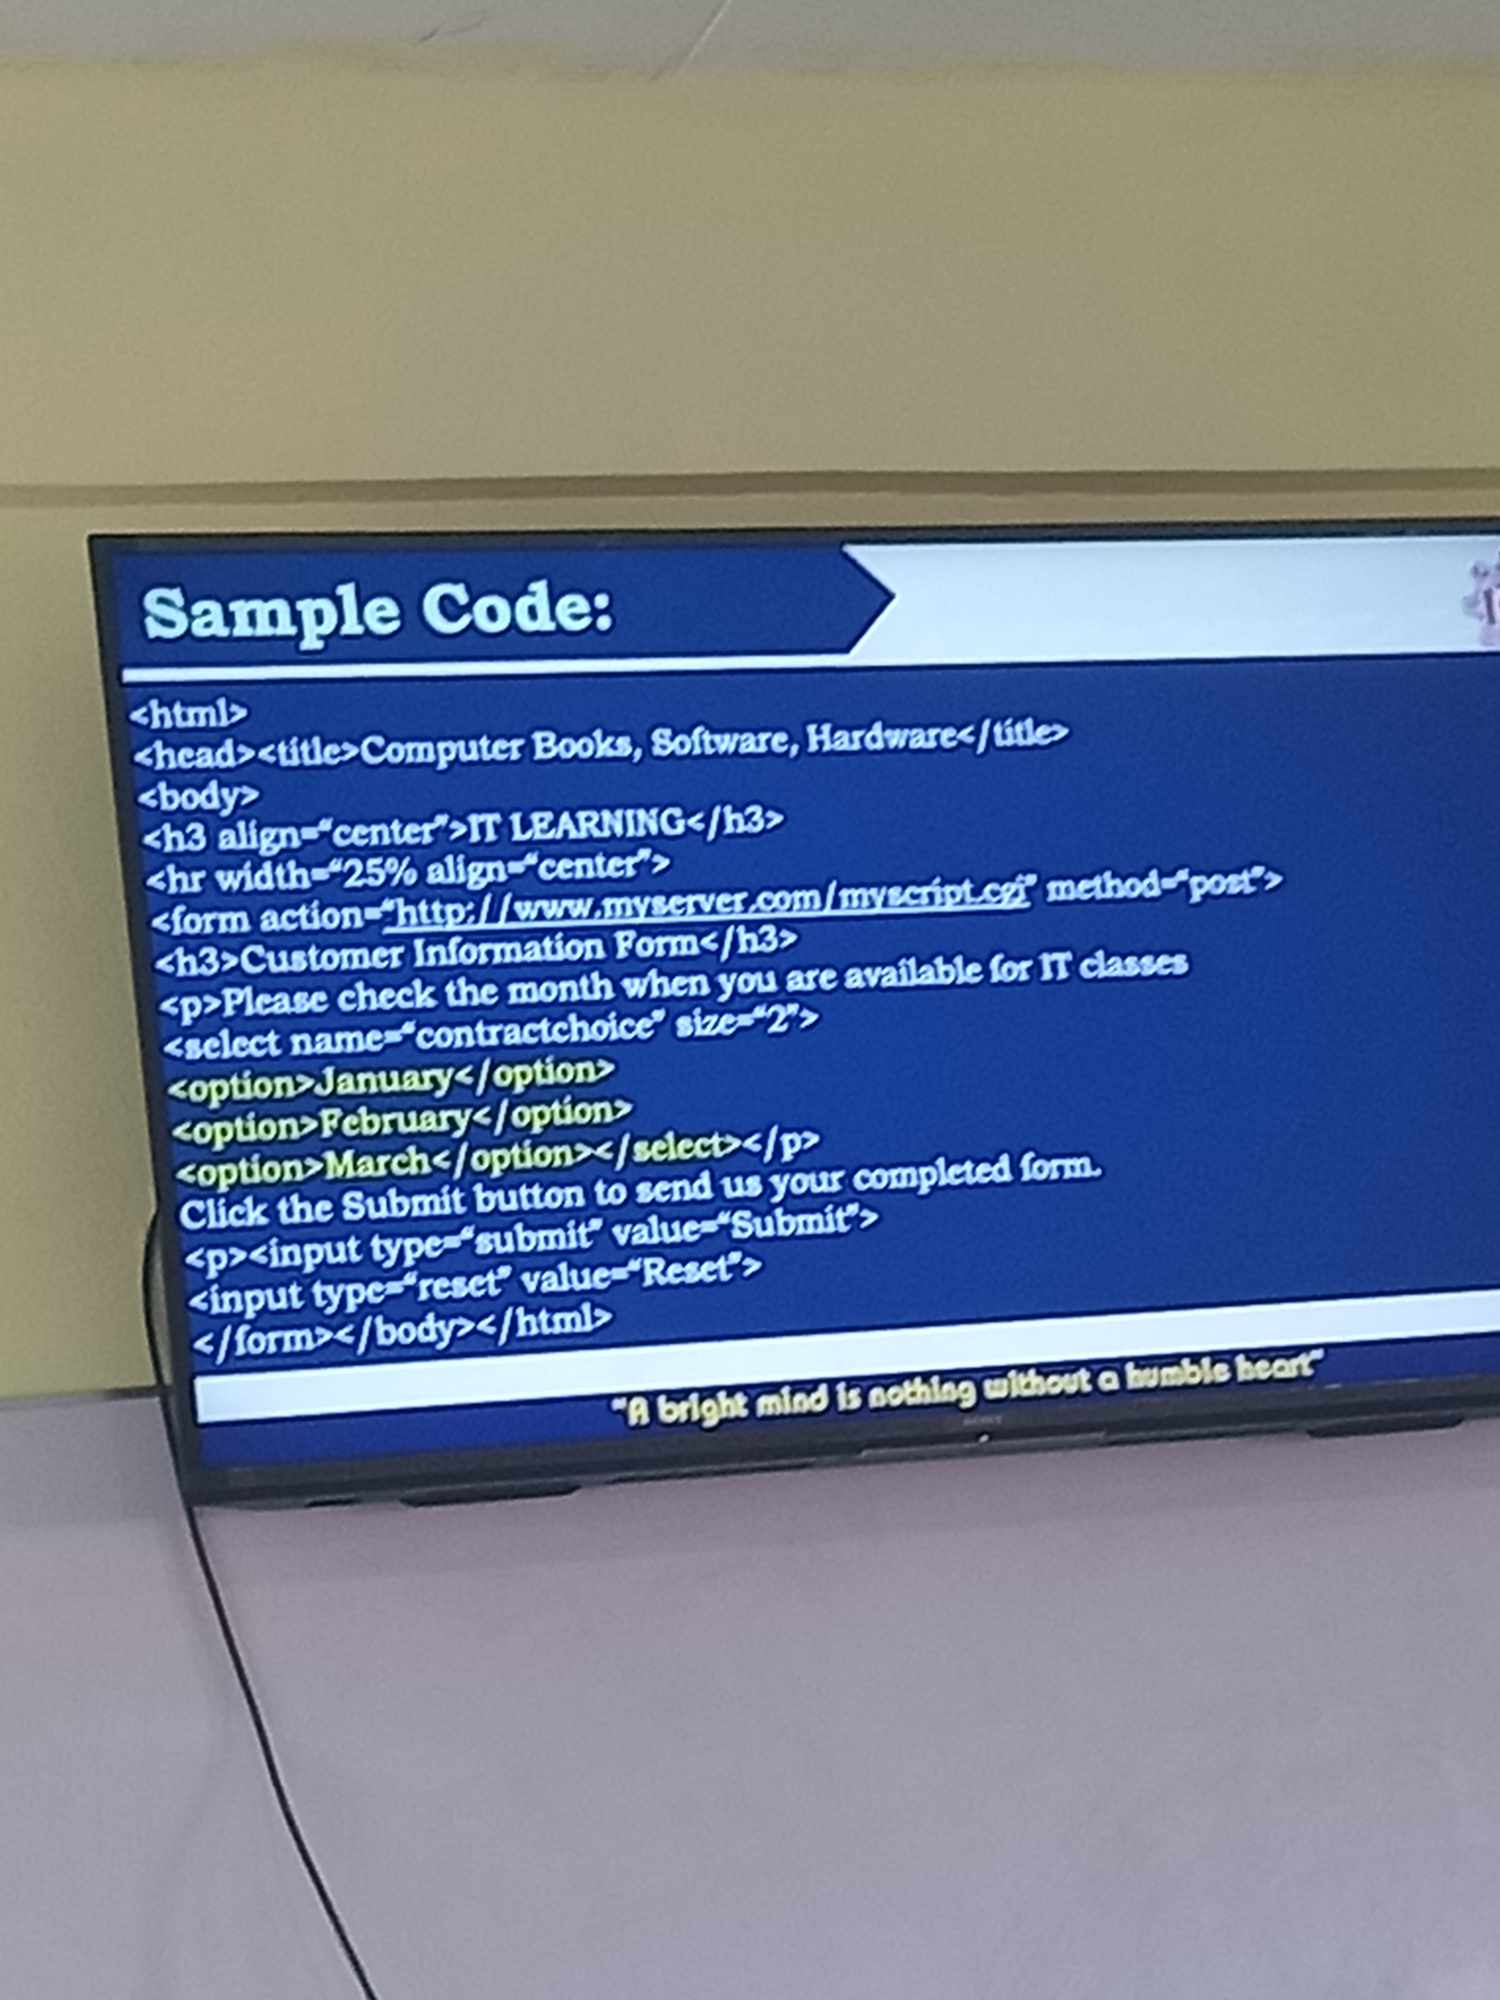 Sample Code:
<html>
<head><title>Computer Books, Software, Hardware</title>
<body>
<h3 align=“center”>IT LEARNING</h3>
<hr width=“25% align=“center”>
<form action=“http://www.myserver.com/myscript.cgi” method=“post”>
<h3>Customer Information Form</h3>
<p>Please check the month when you are available for IT classes
<select name=“contractchoice” size=“2”>
<option>January</option>
<option>February</option>
<option>March</option></select></p>
Click the Submit button to send us your completed form.
<p><input type=“submit” value=“Submit”>
<input type=“reset” value=“Reset”>
</form></body></html>
“A bright mind is nothing without a humble heart”
SONY